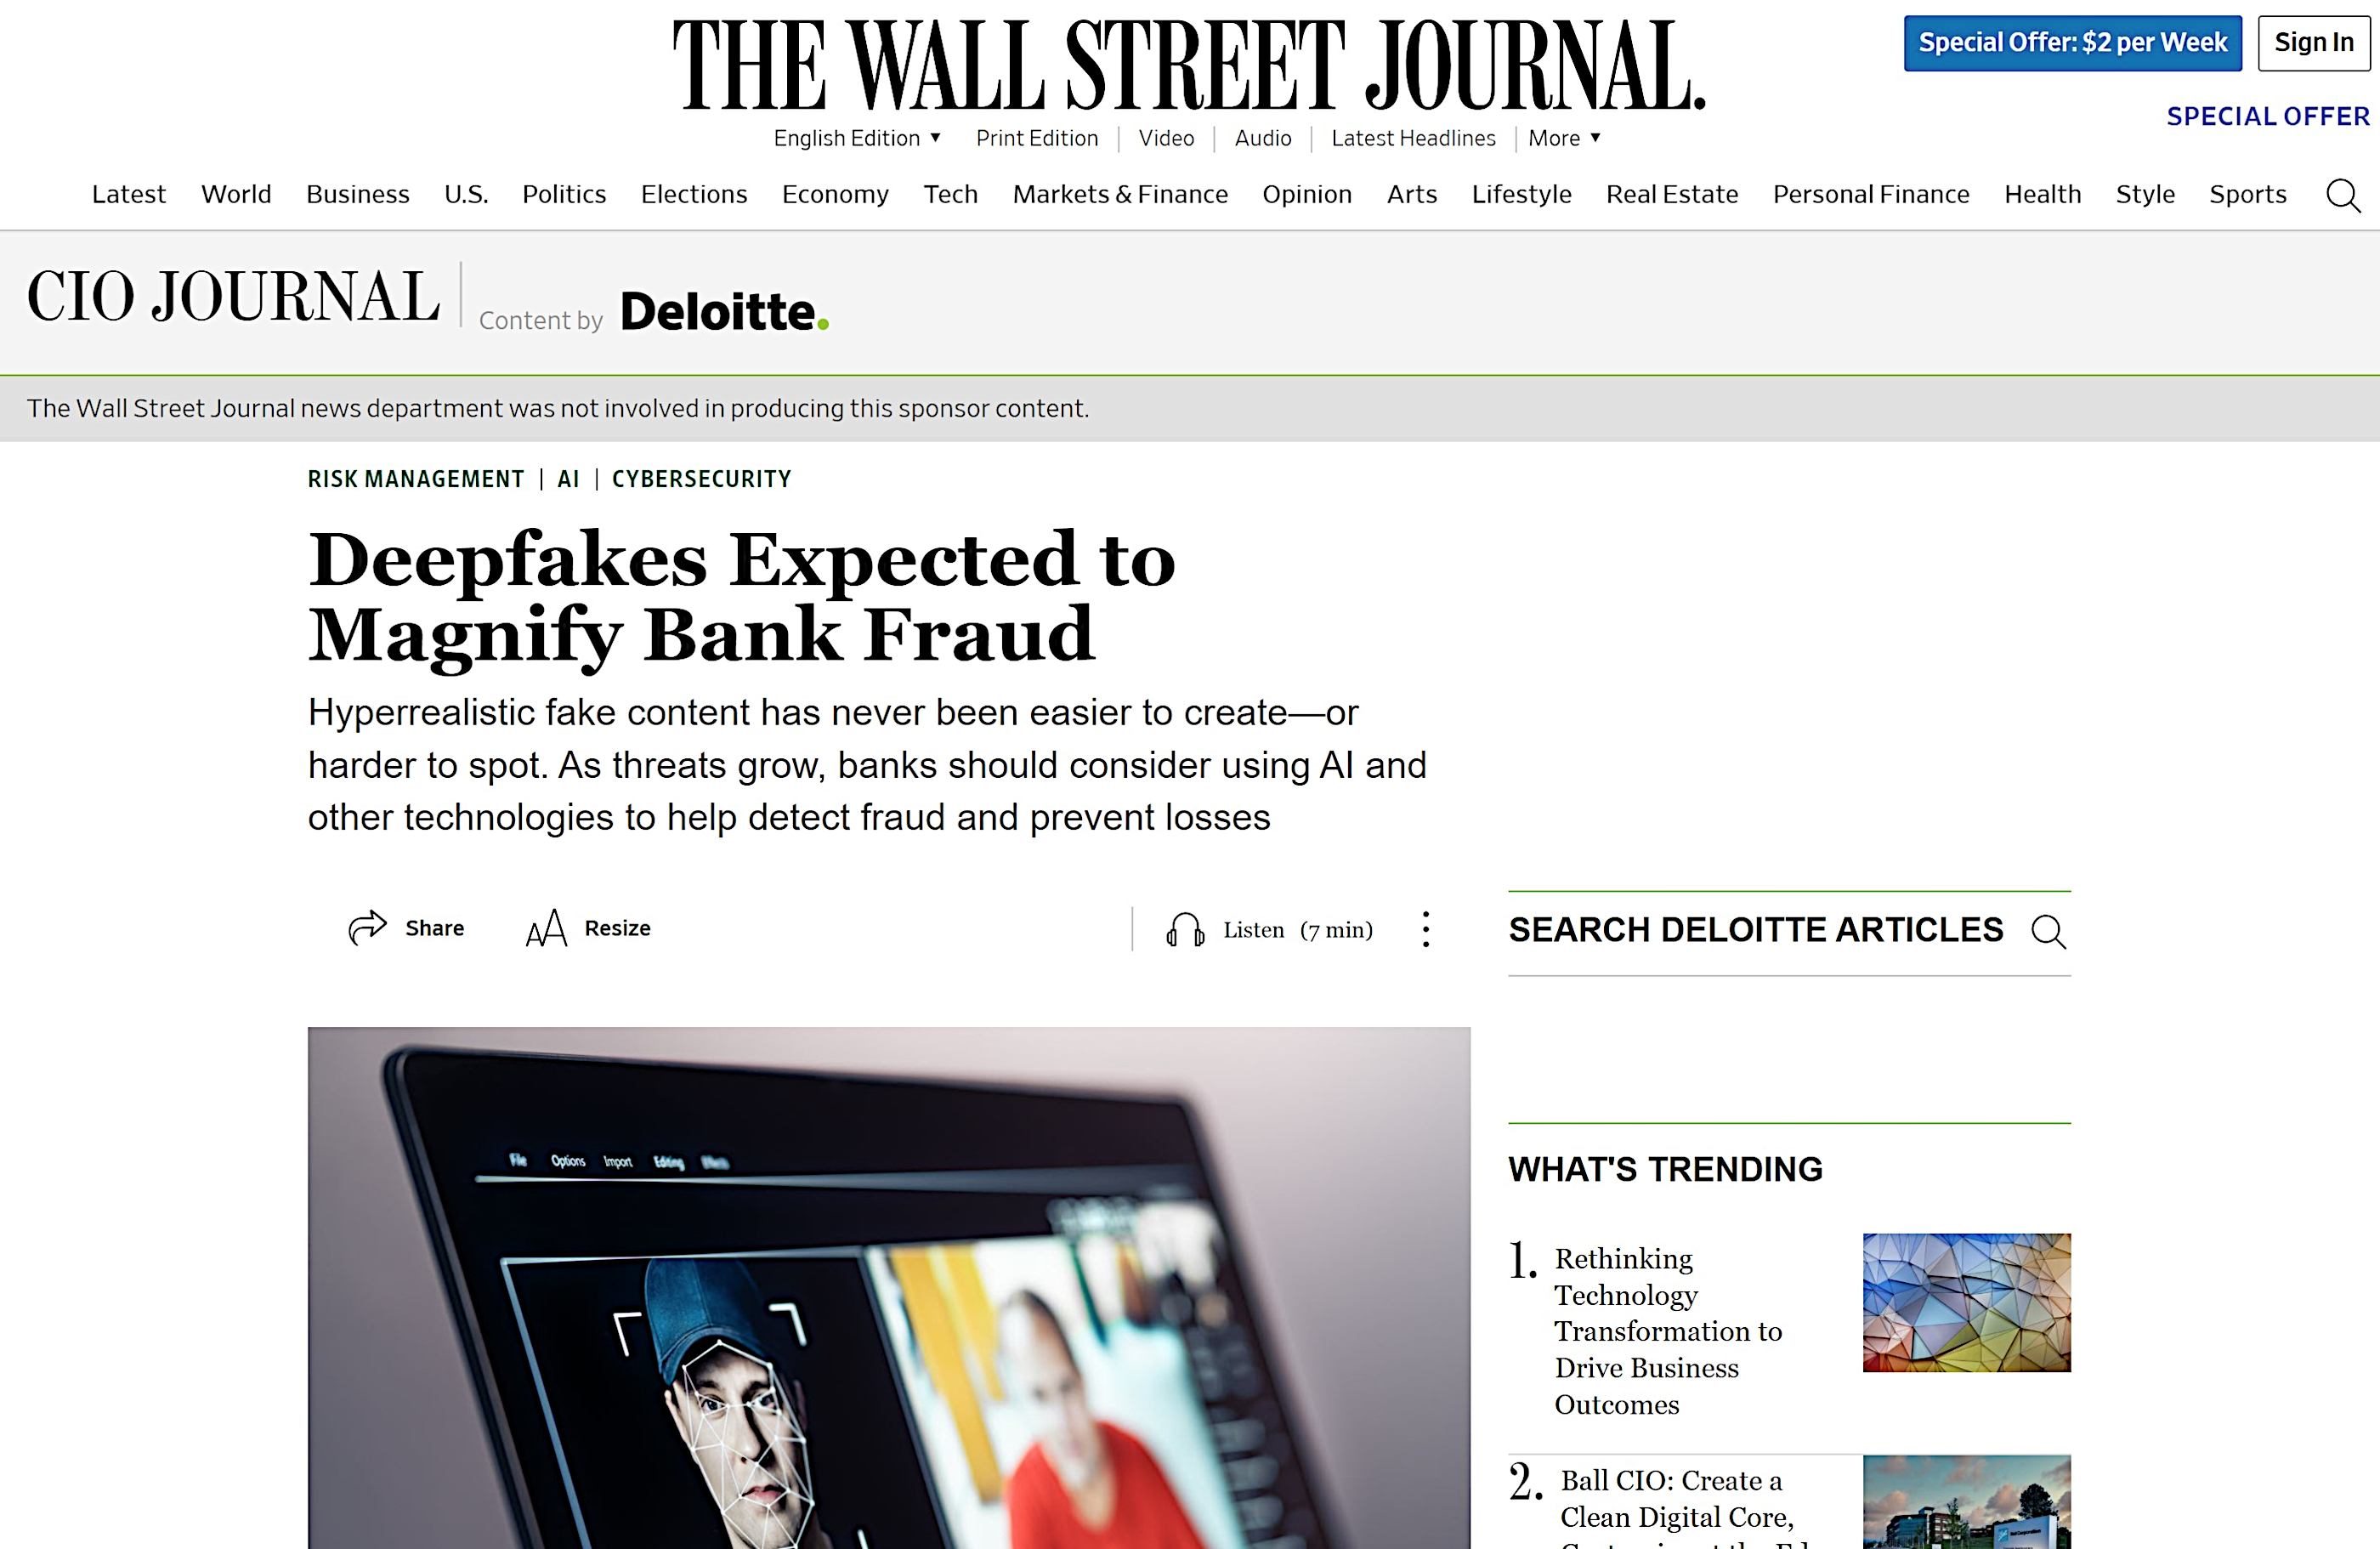 THE WALL STREET JOURNAL.
Special Offer: $2 per Week
Sign In
SPECIAL OFFER
English Edition ▼ Print Edition | Video | Audio | Latest Headlines | More ▼
Latest World Business U.S. Politics Elections Economy Tech Markets & Finance Opinion Arts Lifestyle Real Estate Personal Finance Health Style Sports
CIO JOURNAL | Content by Deloitte.
The Wall Street Journal news department was not involved in producing this sponsor content.
RISK MANAGEMENT | AI | CYBERSECURITY
Deepfakes Expected to
Magnify Bank Fraud
Hyperrealistic fake content has never been easier to create—or
harder to spot. As threats grow, banks should consider using AI and
other technologies to help detect fraud and prevent losses
Share Resize Listen (7 min)
File Options Import Editing
SEARCH DELOITTE ARTICLES
WHAT'S TRENDING
1. Rethinking
Technology
Transformation to
Drive Business
Outcomes
2. Ball CIO: Create a
Clean Digital Core,